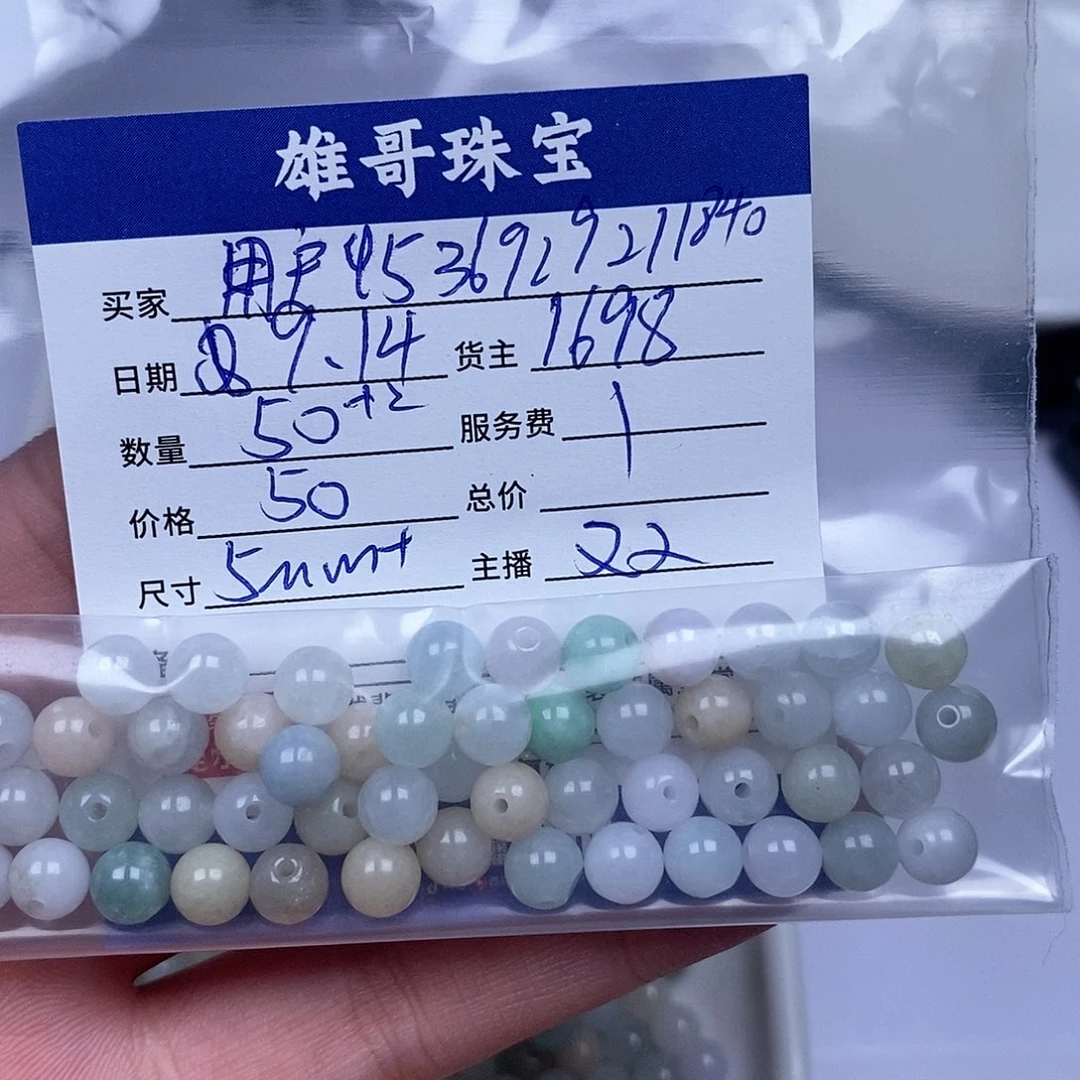 雄哥珠宝
买家 用户4536929211840
日期 9.14 货主 1698
数量 50+2 服务费 1
价格 50 总价
尺寸 5mm+ 主播 22